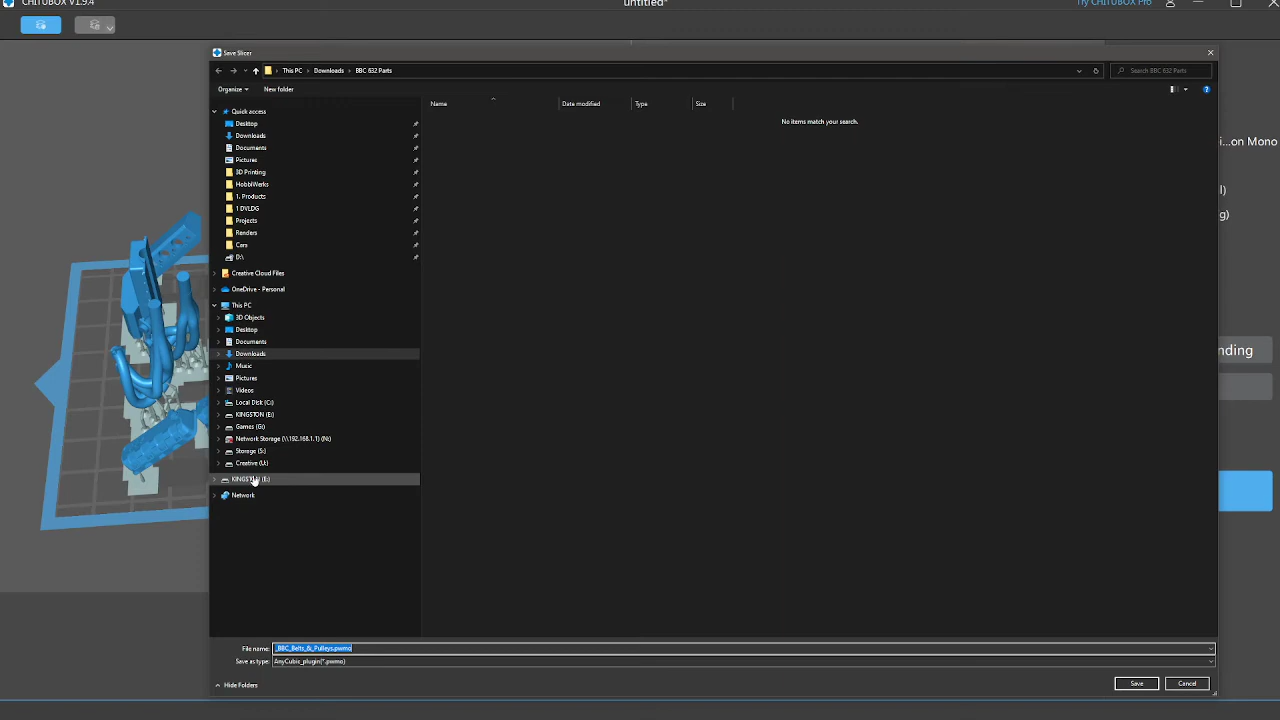 CHITUBOX V1.9.4
untitled*
Try CHITUBOX Pro
Save Slicer
This PC > Downloads > BBC 632 Parts
Search BBC 632 Parts
Organize
New folder
Name
Date modified
Type
Size
No items match your search.
Quick access
Desktop
Downloads
Documents
Pictures
3D Printing
HobblWerks
1. Products
1 DVLDG
Projects
Renders
Cars
D:\
Creative Cloud Files
OneDrive - Personal
This PC
3D Objects
Desktop
Documents
Downloads
Music
Pictures
Videos
Local Disk (C:)
KINGSTON (E:)
Games (G:)
Network Storage (\\192.168.1.1) (N:)
Storage (S:)
Creative (U:)
KINGSTON (E:)
Network
i...on Mono
l)
g)
nding
File name: _BBC_Belts_&_Pulleys.pwmo
Save as type: AnyCubic_plugin(*.pwmo)
Hide Folders
Save
Cancel